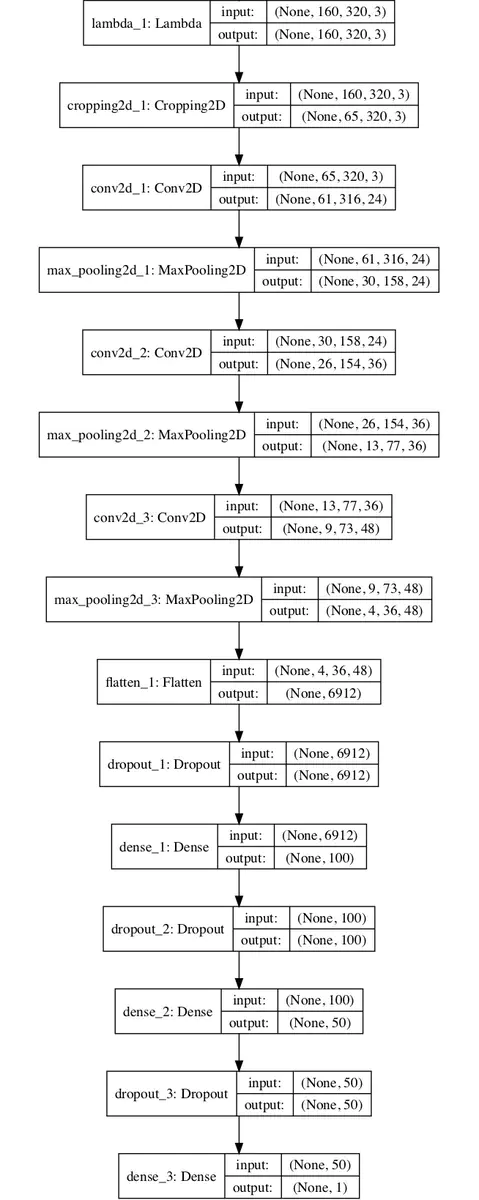 lambda_1: Lambda
input: (None, 160, 320, 3)
output: (None, 160, 320, 3)
cropping2d_1: Cropping2D
input: (None, 160, 320, 3)
output: (None, 65, 320, 3)
conv2d_1: Conv2D
input: (None, 65, 320, 3)
output: (None, 61, 316, 24)
max_pooling2d_1: MaxPooling2D
input: (None, 61, 316, 24)
output: (None, 30, 158, 24)
conv2d_2: Conv2D
input: (None, 30, 158, 24)
output: (None, 26, 154, 36)
max_pooling2d_2: MaxPooling2D
input: (None, 26, 154, 36)
output: (None, 13, 77, 36)
conv2d_3: Conv2D
input: (None, 13, 77, 36)
output: (None, 9, 73, 48)
max_pooling2d_3: MaxPooling2D
input: (None, 9, 73, 48)
output: (None, 4, 36, 48)
flatten_1: Flatten
input: (None, 4, 36, 48)
output: (None, 6912)
dropout_1: Dropout
input: (None, 6912)
output: (None, 6912)
dense_1: Dense
input: (None, 6912)
output: (None, 100)
dropout_2: Dropout
input: (None, 100)
output: (None, 100)
dense_2: Dense
input: (None, 100)
output: (None, 50)
dropout_3: Dropout
input: (None, 50)
output: (None, 50)
dense_3: Dense
input: (None, 50)
output: (None, 1)